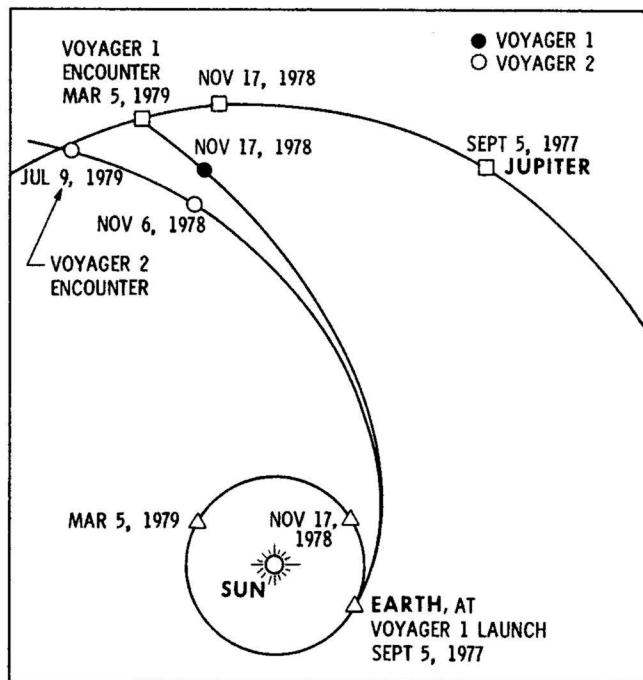 VOYAGER 1
ENCOUNTER
MAR 5, 1979
NOV 17, 1978
VOYAGER 1
VOYAGER 2
NOV 17, 1978
SEPT 5, 1977
JUPITER
JUL 9, 1979
NOV 6, 1978
VOYAGER 2
ENCOUNTER
MAR 5, 1979
NOV 17,
1978
SUN
EARTH, AT
VOYAGER 1 LAUNCH
SEPT 5, 1977